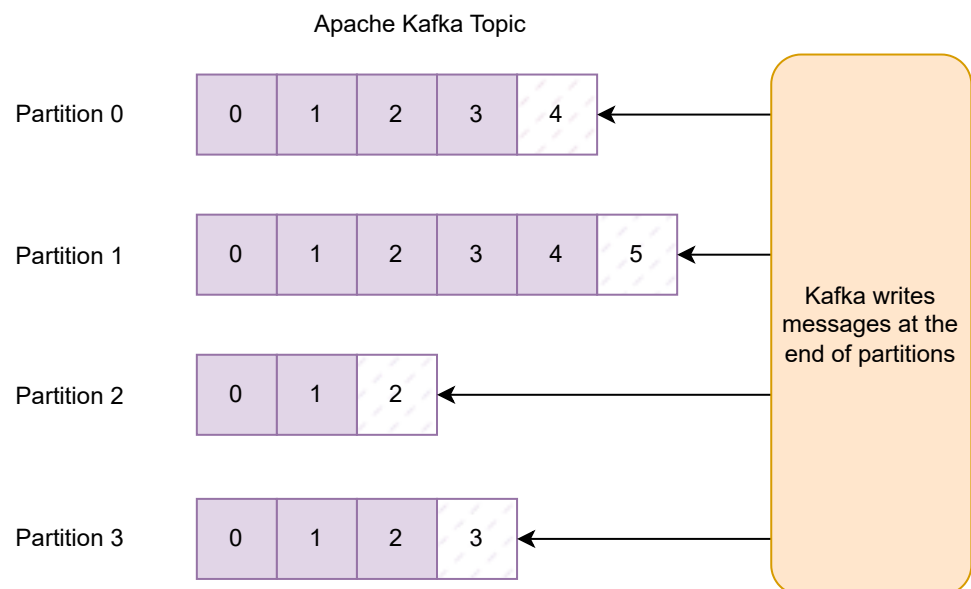 Apache Kafka Topic
Partition 0
0 1 2 3 4
Partition 1
0 1 2 3 4 5
Kafka writes
messages at the
end of partitions
Partition 2
0 1 2
Partition 3
0 1 2 3